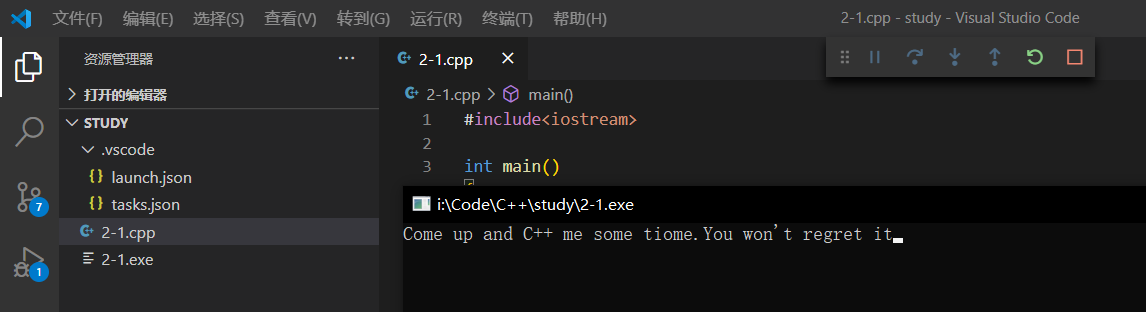 文件(F) 编辑(E) 选择(S) 查看(V) 转到(G) 运行(R) 终端(T) 帮助(H) 2-1.cpp - study - Visual Studio Code
资源管理器 ··· 2-1.cpp ×
打开的编辑器 2-1.cpp > main()
STUDY 1 #include<iostream>
.vscode 2
{} launch.json 3 int main()
{} tasks.json {
i:\Code\C++\study\2-1.exe
2-1.cpp Come up and C++ me some tiome.You won't regret it
2-1.exe
7
1